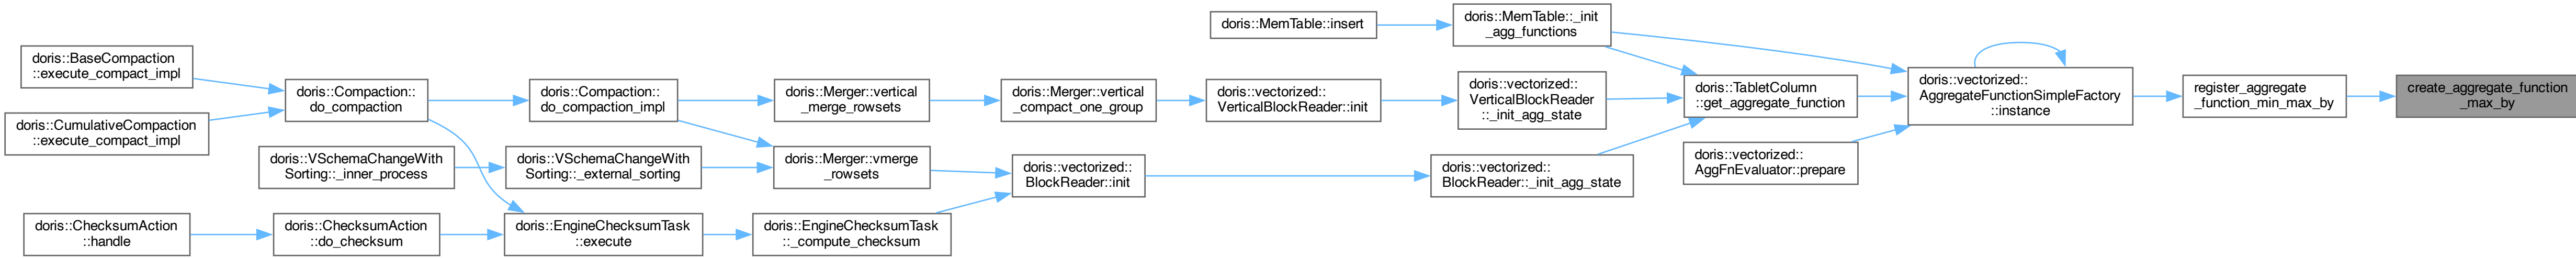 doris::BaseCompaction
::execute_compact_impl
doris::CumulativeCompaction
::execute_compact_impl
doris::Compaction::
do_compaction
doris::VSchemaChangeWith
Sorting::_inner_process
doris::ChecksumAction
::handle
doris::ChecksumAction
::do_checksum
doris::Compaction::
do_compaction_impl
doris::VSchemaChangeWith
Sorting::_external_sorting
doris::EngineChecksumTask
::execute
doris::Merger::vertical
_merge_rowsets
doris::Merger::vmerge
_rowsets
doris::EngineChecksumTask
::_compute_checksum
doris::Merger::vertical
_compact_one_group
doris::vectorized::
BlockReader::init
doris::MemTable::insert
doris::vectorized::
VerticalBlockReader::init
doris::MemTable::_init
_agg_functions
doris::vectorized::
VerticalBlockReader
::_init_agg_state
doris::vectorized::
BlockReader::_init_agg_state
doris::TabletColumn
::get_aggregate_function
doris::vectorized::
AggFnEvaluator::prepare
doris::vectorized::
AggregateFunctionSimpleFactory
::instance
register_aggregate
_function_min_max_by
create_aggregate_function
_max_by